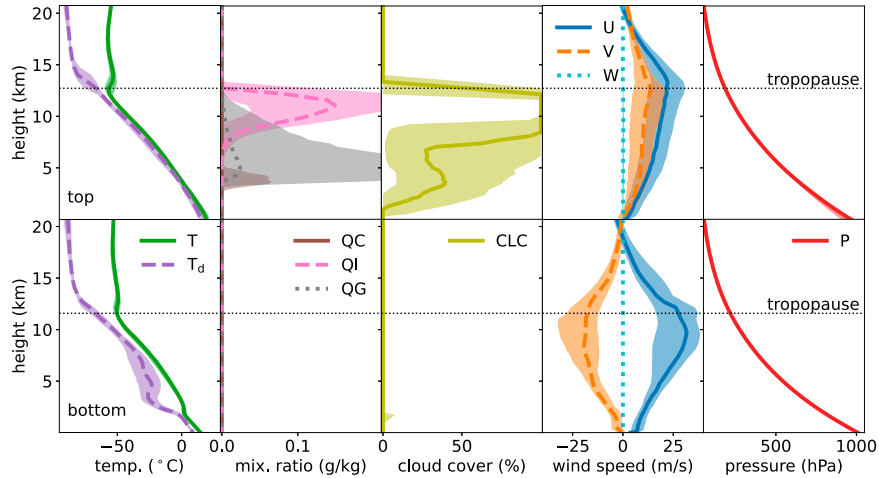 20
15
10
5
height (km)
top
U
V
W
tropopause
tropopause
20
15
10
5
height (km)
bottom
T
T_d
QC
QI
QG
CLC
P
tropopause
tropopause
−50 0
temp. (°C)
0.0 0.1
mix. ratio (g/kg)
0 50
cloud cover (%)
−25 0 25
wind speed (m/s)
500 1000
pressure (hPa)